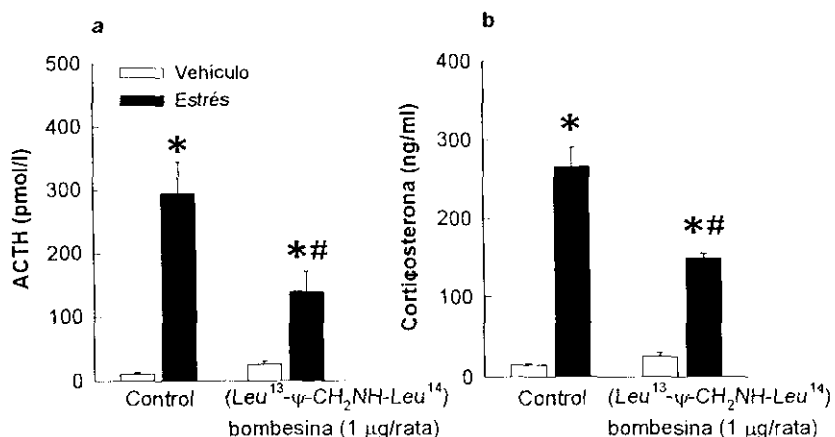 a
500
400
300
200
100
0
ACTH (pmol/l)
Vehículo
Estrés
*
*#
Control
(Leu¹³-ψ-CH₂NH-Leu¹⁴)
bombesina (1 µg/rata)
b
400
300
200
100
0
Corticosterona (ng/ml)
*
*#
Control
(Leu¹³-ψ-CH₂NH-Leu¹⁴)
bombesina (1 µg/rata)